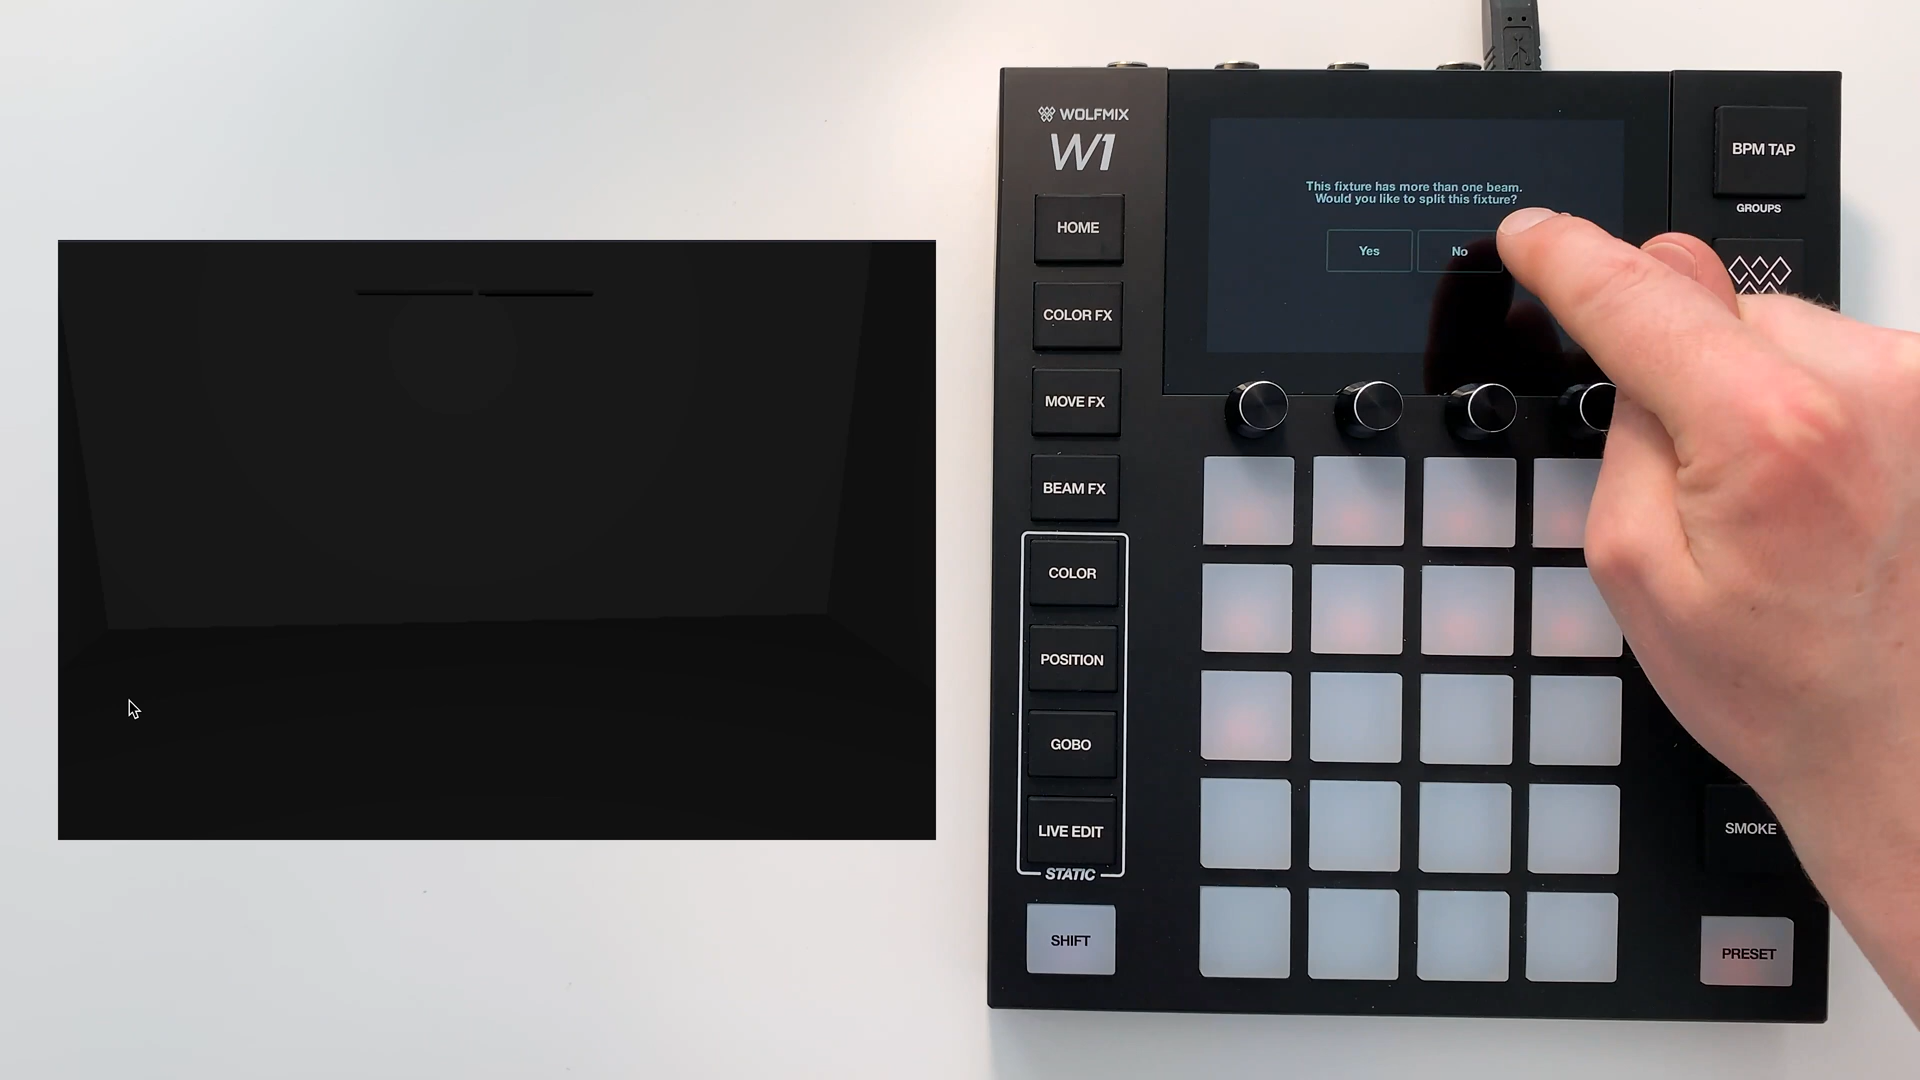 WOLFMIX
W1
HOME
COLOR FX
MOVE FX
BEAM FX
COLOR
POSITION
GOBO
LIVE EDIT
STATIC
SHIFT
This fixture has more than one beam.
Would you like to split this fixture?
Yes
No
BPM TAP
GROUPS
SMOKE
PRESET